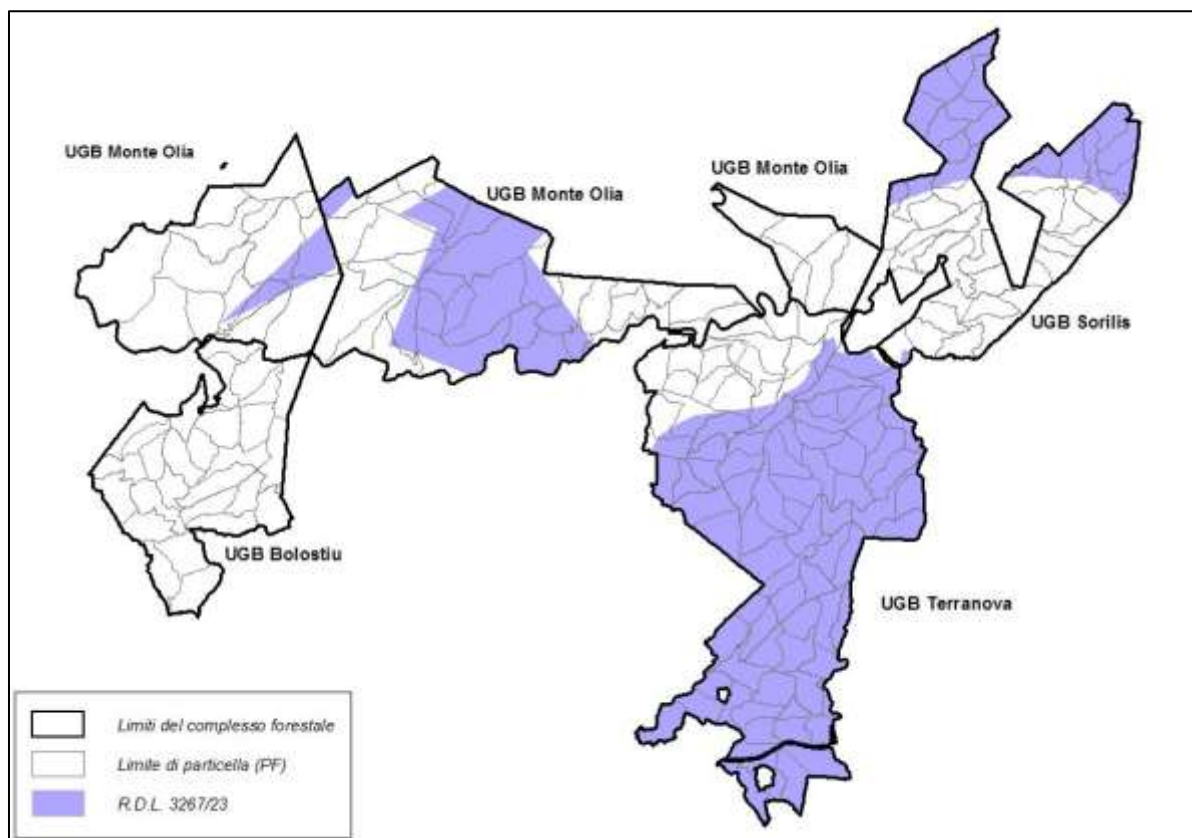 UGB Monte Olia
UGB Monte Olia
UGB Monte Olia
UGB Sorilis
UGB Bolostiu
UGB Terranova
Limiti del complesso forestale
Limite di particella (PF)
R.D.L. 3267/23